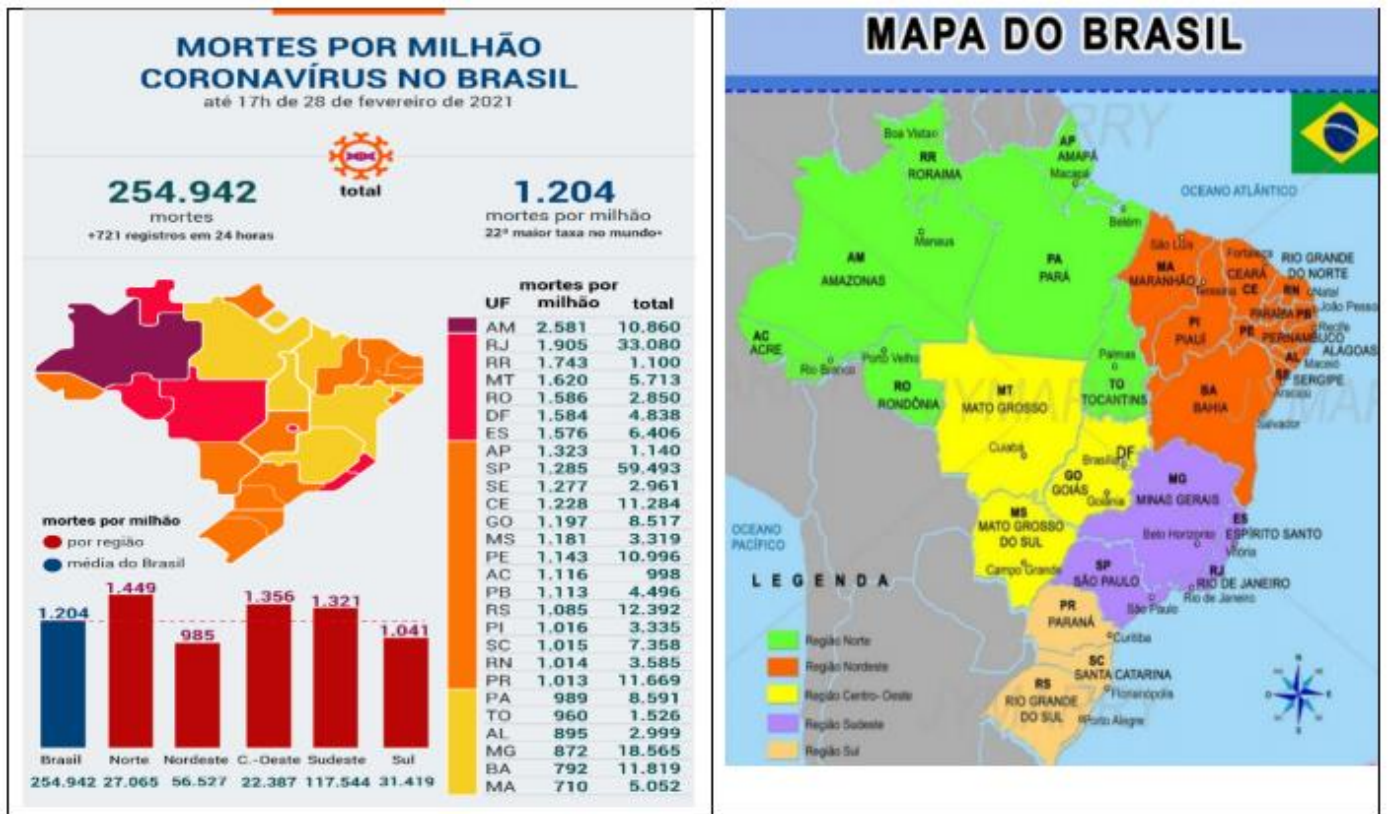 MORTES POR MILHÃO
CORONAVÍRUS NO BRASIL
até 17h de 28 de fevereiro de 2021
total
254.942
mortes
+721 registros em 24 horas
1.204
mortes por milhão
22ª maior taxa no mundo*
UF mortes por milhão total
AM 2.581 10.860
RJ 1.905 33.080
RR 1.743 1.100
MT 1.620 5.713
RO 1.586 2.850
DF 1.584 4.838
ES 1.576 6.406
AP 1.323 1.140
SP 1.285 59.493
SE 1.277 2.961
CE 1.228 11.284
GO 1.197 8.517
MS 1.181 3.319
PE 1.143 10.996
AC 1.116 998
PB 1.113 4.496
RS 1.085 12.392
PI 1.016 3.335
SC 1.015 7.358
RN 1.014 3.585
PR 1.013 11.669
PA 989 8.591
TO 960 1.526
AL 895 2.999
MG 872 18.565
BA 792 11.819
MA 710 5.052
mortes por milhão
por região
média do Brasil
1.204 1.449 985 1.356 1.321 1.041
Brasil Norte Nordeste C.-Oeste Sudeste Sul
254.942 27.065 56.527 22.387 117.544 31.419
MAPA DO BRASIL
OCEANO ATLÂNTICO
Boa Vista
RR
RORAIMA
AP
AMAPÁ
Macapá
Belém
Manaus
AM
AMAZONAS
PA
PARÁ
São Luís
MA
MARANHÃO
Teresina
Fortaleza
CEARÁ
CE
RIO GRANDE
DO NORTE
RN
Natal
João Pesso
PARAÍBA PB
Recife
PE
PERNAMBUCO
ALAGOAS
AL
Maceió
SE
SERGIPE
Aracaju
PI
PIAUÍ
AC
ACRE
Rio Branco
Porto Velho
RO
RONDÔNIA
Palmas
TO
TOCANTINS
BA
BAHIA
Salvador
MT
MATO GROSSO
Cuiabá
DF
Brasília
GO
GOIÁS
Goiânia
MG
MINAS GERAIS
Belo Horizonte
ES
ESPÍRITO SANTO
Vitória
MS
MATO GROSSO
DO SUL
Campo Grande
SP
SÃO PAULO
São Paulo
RJ
RIO DE JANEIRO
Rio de Janeiro
PR
PARANÁ
Curitiba
SC
SANTA CATARINA
Florianópolis
RS
RIO GRANDE
DO SUL
Porto Alegre
OCEANO
PACÍFICO
LEGENDA
Região Norte
Região Nordeste
Região Centro- Oeste
Região Sudeste
Região Sul